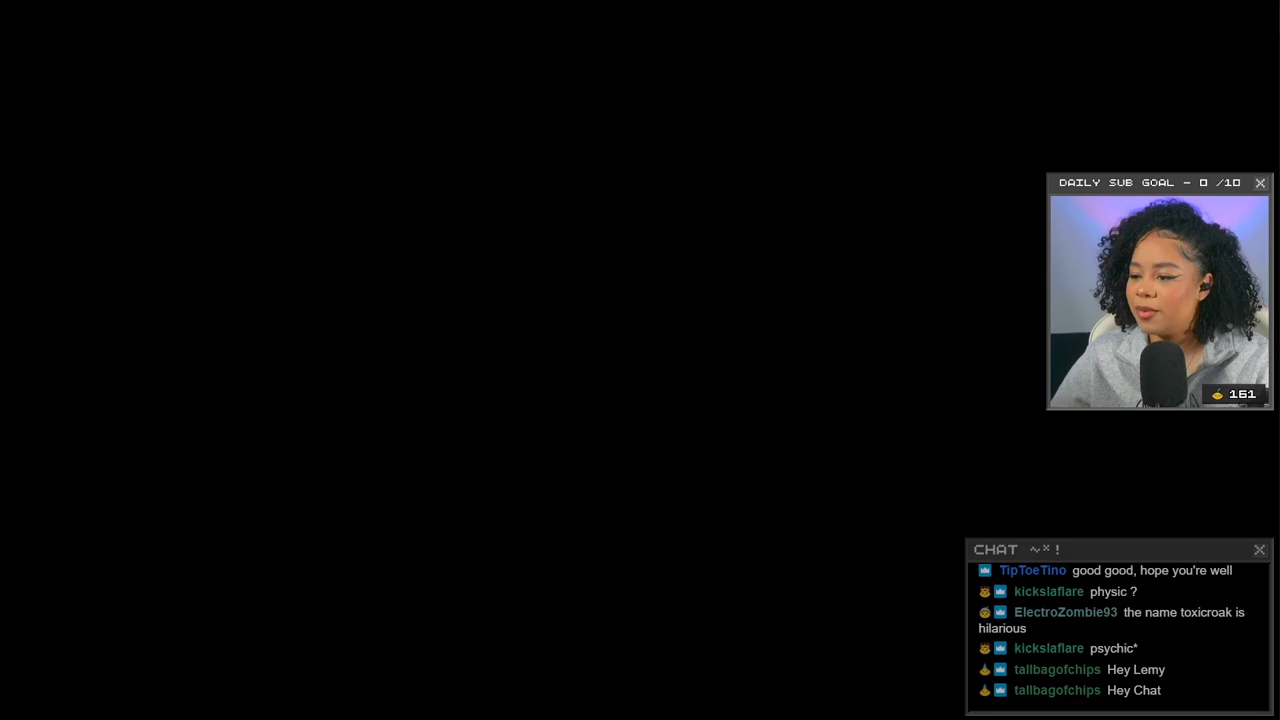 DAILY SUB GOAL - 0 /10
161
CHAT ~*!
TipToeTino good good, hope you're well
kickslaflare physic ?
ElectroZombie93 the name toxicroak is
hilarious
kickslaflare psychic*
tallbagofchips Hey Lemy
tallbagofchips Hey Chat